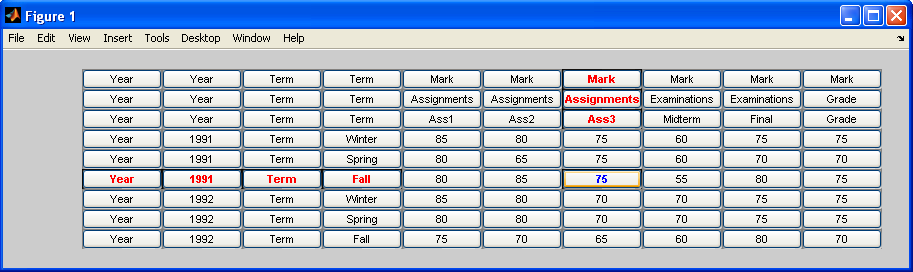 Figure 1
File Edit View Insert Tools Desktop Window Help
Year Year Term Term Mark Mark Mark Mark Mark Mark
Year Year Term Term Assignments Assignments Assignments Examinations Examinations Grade
Year Year Term Term Ass1 Ass2 Ass3 Midterm Final Grade
Year 1991 Term Winter 85 80 75 60 75 75
Year 1991 Term Spring 80 65 75 60 70 70
Year 1991 Term Fall 80 85 75 55 80 75
Year 1992 Term Winter 85 80 70 70 75 75
Year 1992 Term Spring 80 80 70 70 75 75
Year 1992 Term Fall 75 70 65 60 80 70